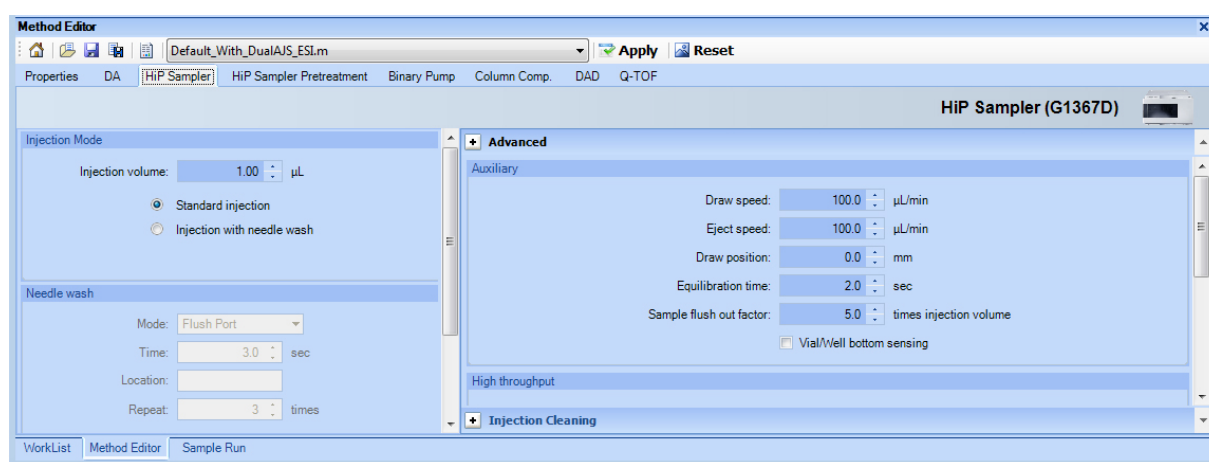 Method Editor
Default_With_DualAJS_ESI.m Apply Reset
Properties DA HiP Sampler HiP Sampler Pretreatment Binary Pump Column Comp. DAD Q-TOF
HiP Sampler (G1367D)
Injection Mode
Injection volume: 1.00 µL
Standard injection
Injection with needle wash
Needle wash
Mode: Flush Port
Time: 3.0 sec
Location:
Repeat: 3 times
Advanced
Auxiliary
Draw speed: 100.0 µL/min
Eject speed: 100.0 µL/min
Draw position: 0.0 mm
Equilibration time: 2.0 sec
Sample flush out factor: 5.0 times injection volume
Vial/Well bottom sensing
High throughput
Injection Cleaning
WorkList Method Editor Sample Run